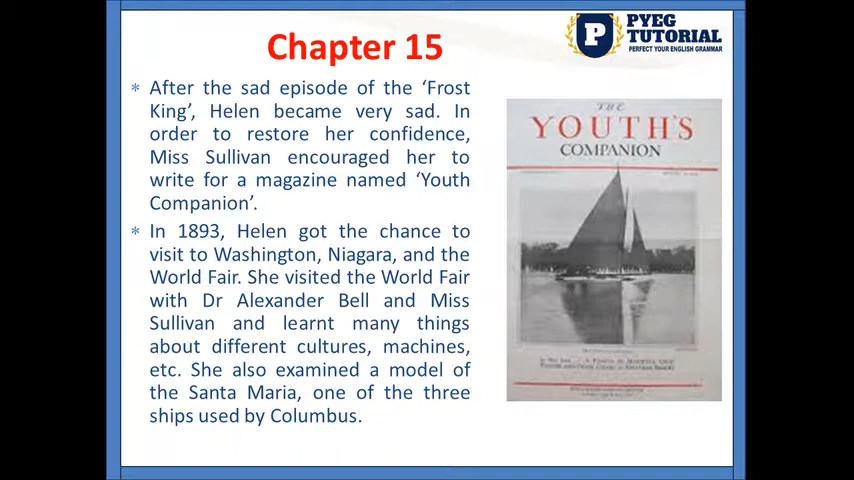 Chapter 15
PYEG
TUTORIAL
PERFECT YOUR ENGLISH GRAMMAR
P
* After the sad episode of the ‘Frost
King’, Helen became very sad. In
order to restore her confidence,
Miss Sullivan encouraged her to
write for a magazine named ‘Youth
Companion’.
* In 1893, Helen got the chance to
visit to Washington, Niagara, and the
World Fair. She visited the World Fair
with Dr Alexander Bell and Miss
Sullivan and learnt many things
about different cultures, machines,
etc. She also examined a model of
the Santa Maria, one of the three
ships used by Columbus.
THE
YOUTH'S
COMPANION